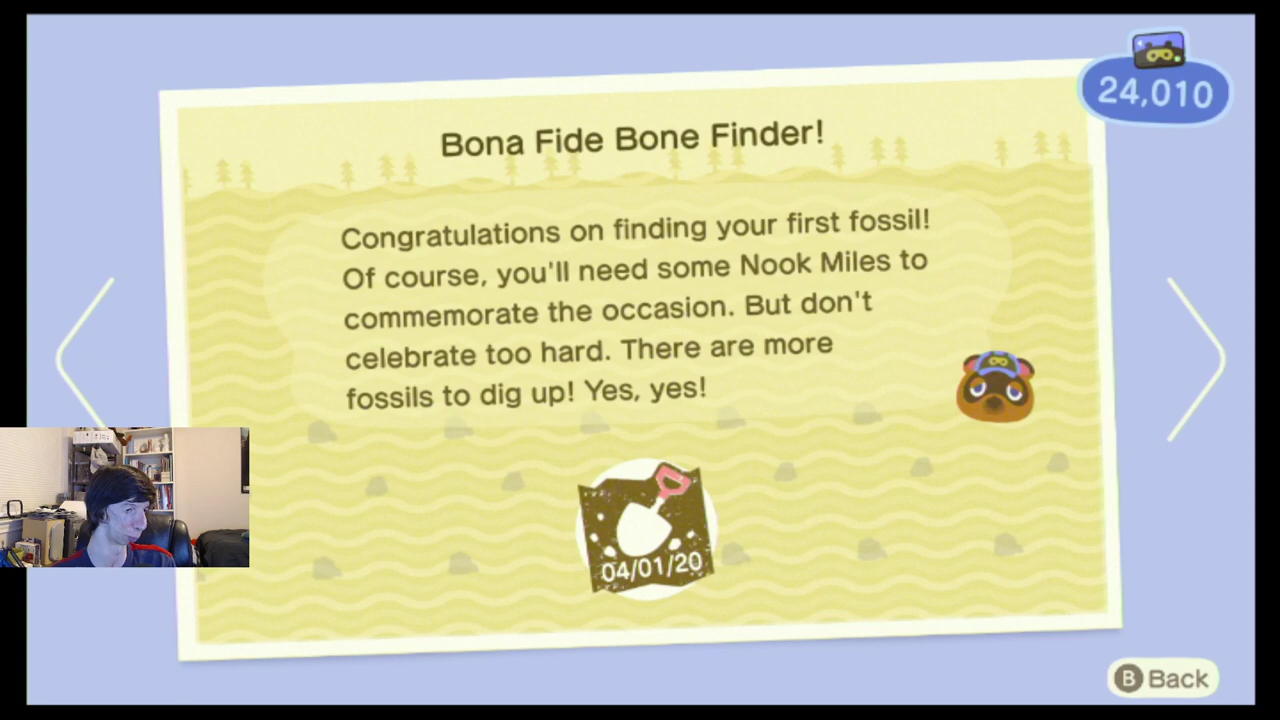 24,010
Bona Fide Bone Finder!
Congratulations on finding your first fossil!
Of course, you'll need some Nook Miles to
commemorate the occasion. But don't
celebrate too hard. There are more
fossils to dig up! Yes, yes!
04/01/20
B Back